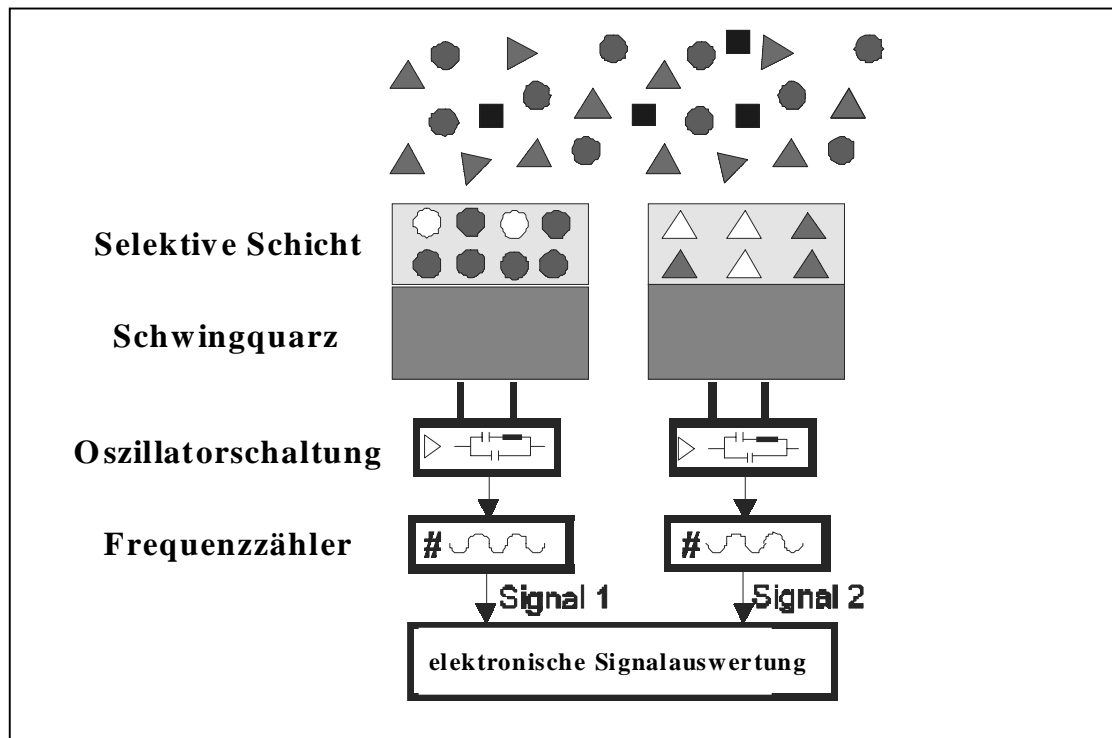 Selektive Schicht
Schwingquarz
Oszillatorschaltung
Frequenzzähler
#
#
Signal 1
Signal 2
elektronische Signalauswertung